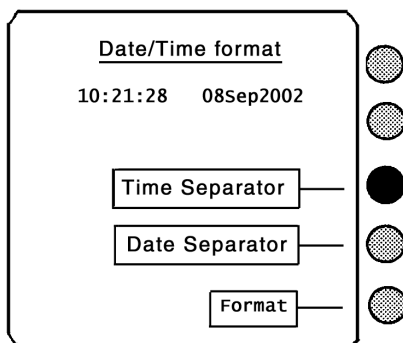 Date/Time format
10:21:28 08Sep2002
Time Separator
Date Separator
Format